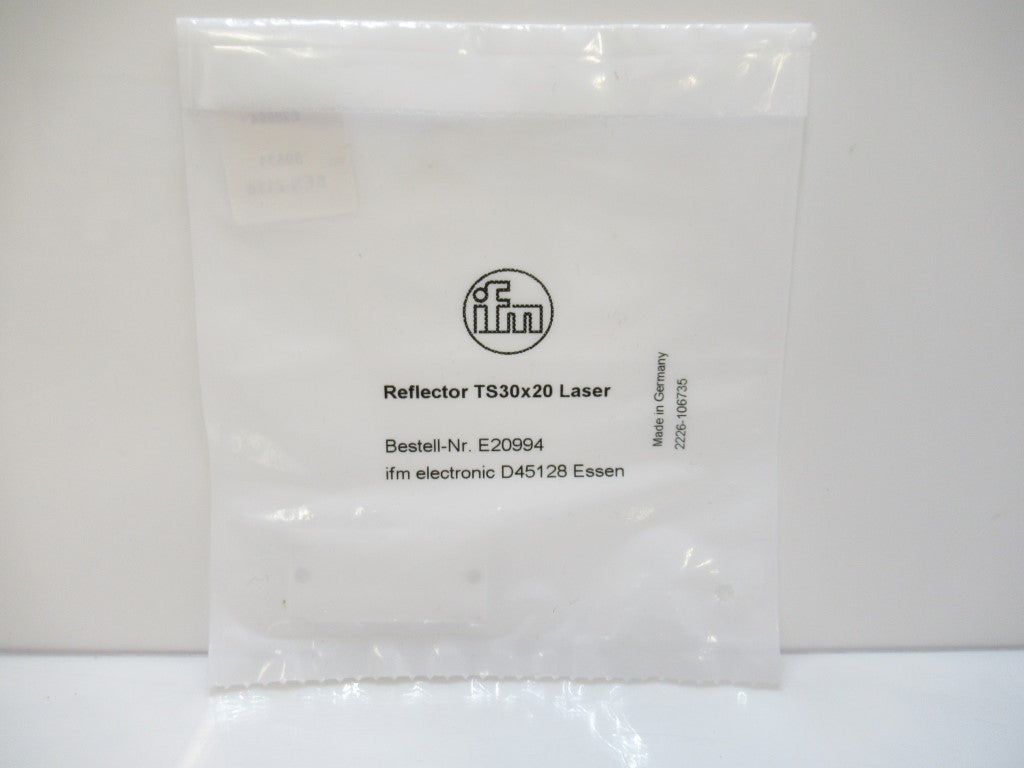 ifm
Reflector TS30x20 Laser
Bestell-Nr. E20994
ifm electronic D45128 Essen
Made in Germany
2226-106735